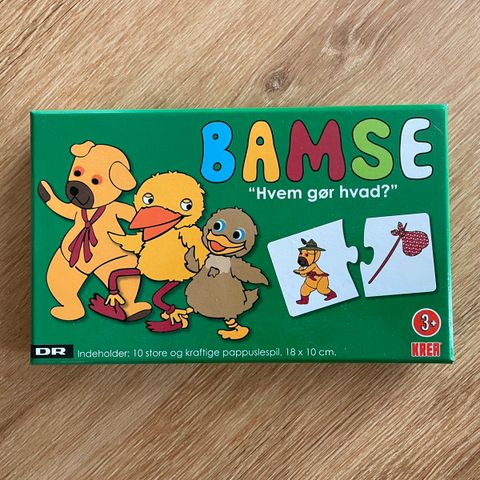 BAMSE
"Hvem gør hvad?"
3+
DR Indeholder: 10 store og kraftige pappuslespil, 18 x 10 cm.
KREA